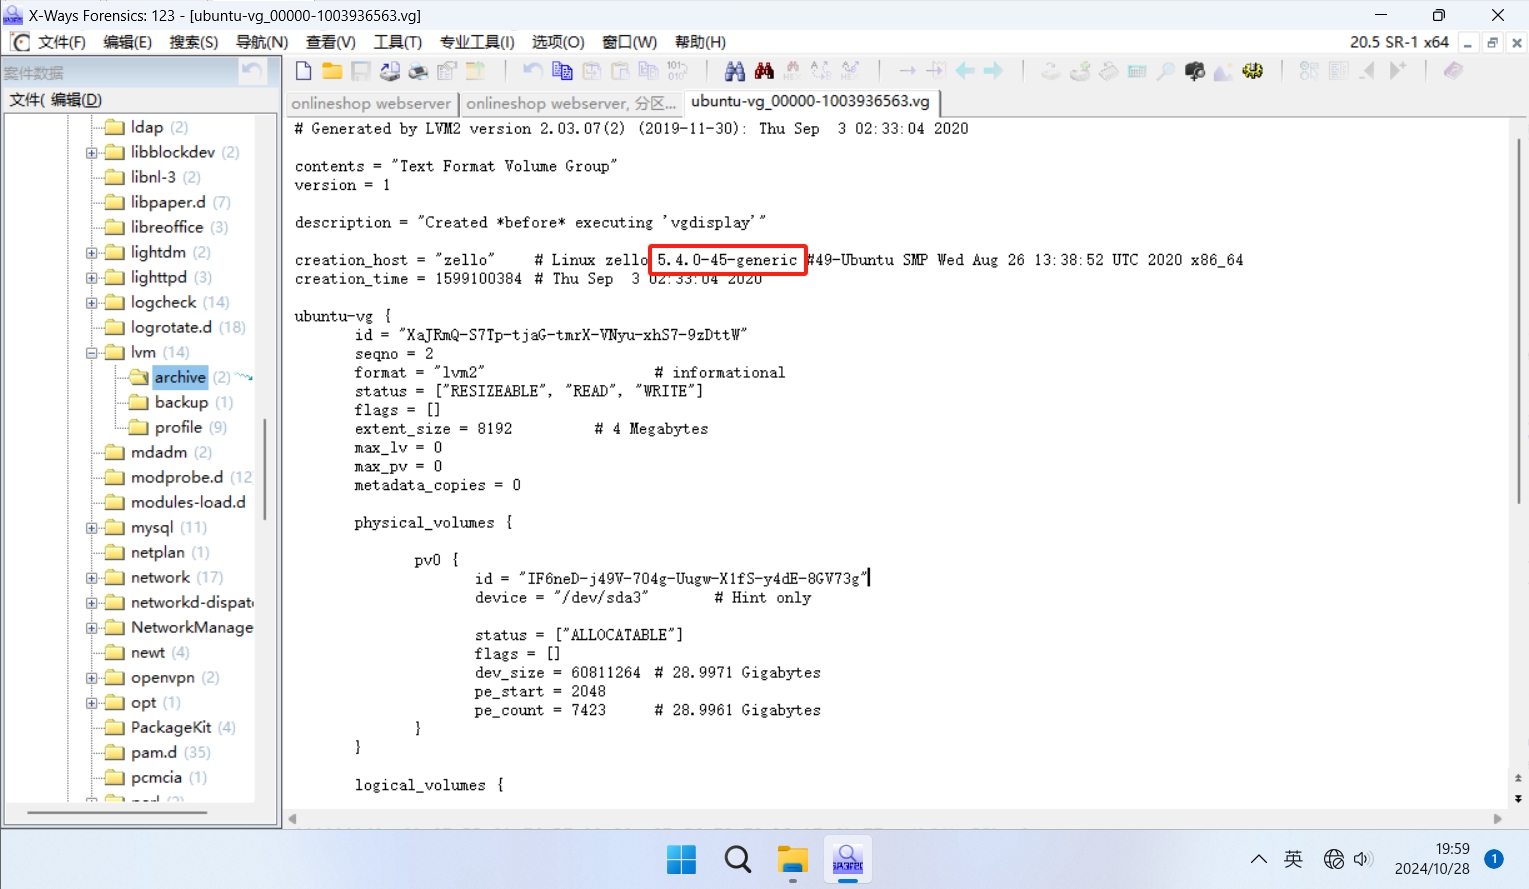 X-Ways Forensics: 123 - [ubuntu-vg_00000-1003936563.vg]
文件(F) 编辑(E) 搜索(S) 导航(N) 查看(V) 工具(T) 专业工具(I) 选项(O) 窗口(W) 帮助(H) 20.5 SR-1 x64
案件数据
文件( 编辑(D)
onlineshop webserver onlineshop webserver, 分区... ubuntu-vg_00000-1003936563.vg
ldap (2)
libblockdev (2)
libnl-3 (2)
libpaper.d (7)
libreoffice (3)
lightdm (2)
lighttpd (3)
logcheck (14)
logrotate.d (18)
lvm (14)
archive (2)
backup (1)
profile (9)
mdadm (2)
modprobe.d (12)
modules-load.d
mysql (11)
netplan (1)
network (17)
networkd-dispat
NetworkManage
newt (4)
openvpn (2)
opt (1)
PackageKit (4)
pam.d (35)
pcmcia (1)
# Generated by LVM2 version 2.03.07(2) (2019-11-30): Thu Sep  3 02:33:04 2020
contents = "Text Format Volume Group"
version = 1
description = "Created *before* executing 'vgdisplay'"
creation_host = "zello" # Linux zello 5.4.0-45-generic #49-Ubuntu SMP Wed Aug 26 13:38:52 UTC 2020 x86_64
creation_time = 1599100384 # Thu Sep  3 02:33:04 2020
ubuntu-vg {
id = "XaJRmQ-S7Tp-tjaG-tmrX-VNyu-xhS7-9zDttW"
seqno = 2
format = "lvm2" # informational
status = ["RESIZEABLE", "READ", "WRITE"]
flags = []
extent_size = 8192 # 4 Megabytes
max_lv = 0
max_pv = 0
metadata_copies = 0
physical_volumes {
pv0 {
id = "IF6neD-j49V-704g-Uugw-X1fS-y4dE-8GV73g"
device = "/dev/sda3" # Hint only
status = ["ALLOCATABLE"]
flags = []
dev_size = 60811264 # 28.9971 Gigabytes
pe_start = 2048
pe_count = 7423 # 28.9961 Gigabytes
}
}
logical_volumes {
英
19:59
2024/10/28
1